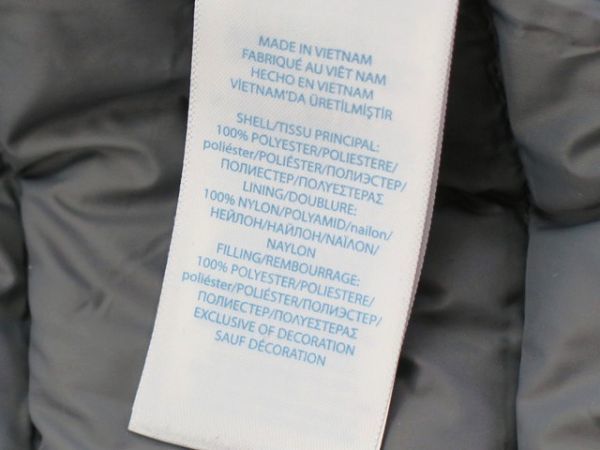 MADE IN VIETNAM
FABRIQUÉ AU VIÊT NAM
HECHO EN VIETNAM
VİETNAM'DA ÜRETİLMİŞTİR
SHELL/TISSU PRINCIPAL:
100% POLYESTER/POLIESTERE/
poliéster/POLIÉSTER/ПОЛИЭСТЕР/
ПОЛИЕСТЕР/ΠΟΛΥΕΣΤΕΡΑΣ
LINING/DOUBLURE:
100% NYLON/POLYAMID/nailon/
НЕЙЛОН/НАЙЛОН/ΝΑΪΛΟΝ/
NAYLON
FILLING/REMBOURRAGE:
100% POLYESTER/POLIESTERE/
poliéster/POLIÉSTER/ПОЛИЭСТЕР/
ПОЛИЕСТЕР/ΠΟΛΥΕΣΤΕΡΑΣ
EXCLUSIVE OF DECORATION
SAUF DÉCORATION